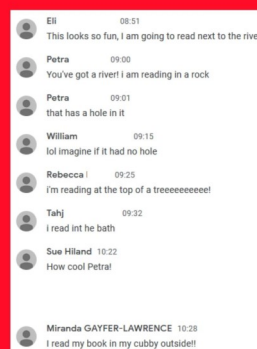 Eli 08:51
This looks so fun, I am going to read next to the rive
Petra 09:00
You've got a river! i am reading in a rock
Petra 09:01
that has a hole in it
William 09:15
lol imagine if it had no hole
Rebecca 09:25
i'm reading at the top of a treeeeeeeeee!
Tahj 09:32
i read int he bath
Sue Hiland 10:22
How cool Petra!
Miranda GAYFER-LAWRENCE 10:28
I read my book in my cubby outside!!